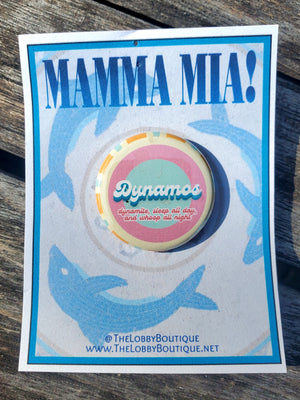 MAMMA MIA!
Dynamos
dynamite, sleep all day,
and whoop all night
@THELOBBYBOUTIQUE
WWW.THELOBBYBOUTIQUE.NET